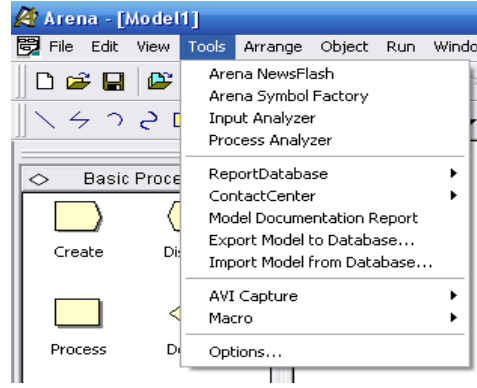 Arena - [Model1]
File Edit View Tools Arrange Object Run Windo
Arena NewsFlash
Arena Symbol Factory
Input Analyzer
Process Analyzer
ReportDatabase
ContactCenter
Model Documentation Report
Export Model to Database...
Import Model from Database...
AVI Capture
Macro
Options...
Basic Proce
Create Di
Process D